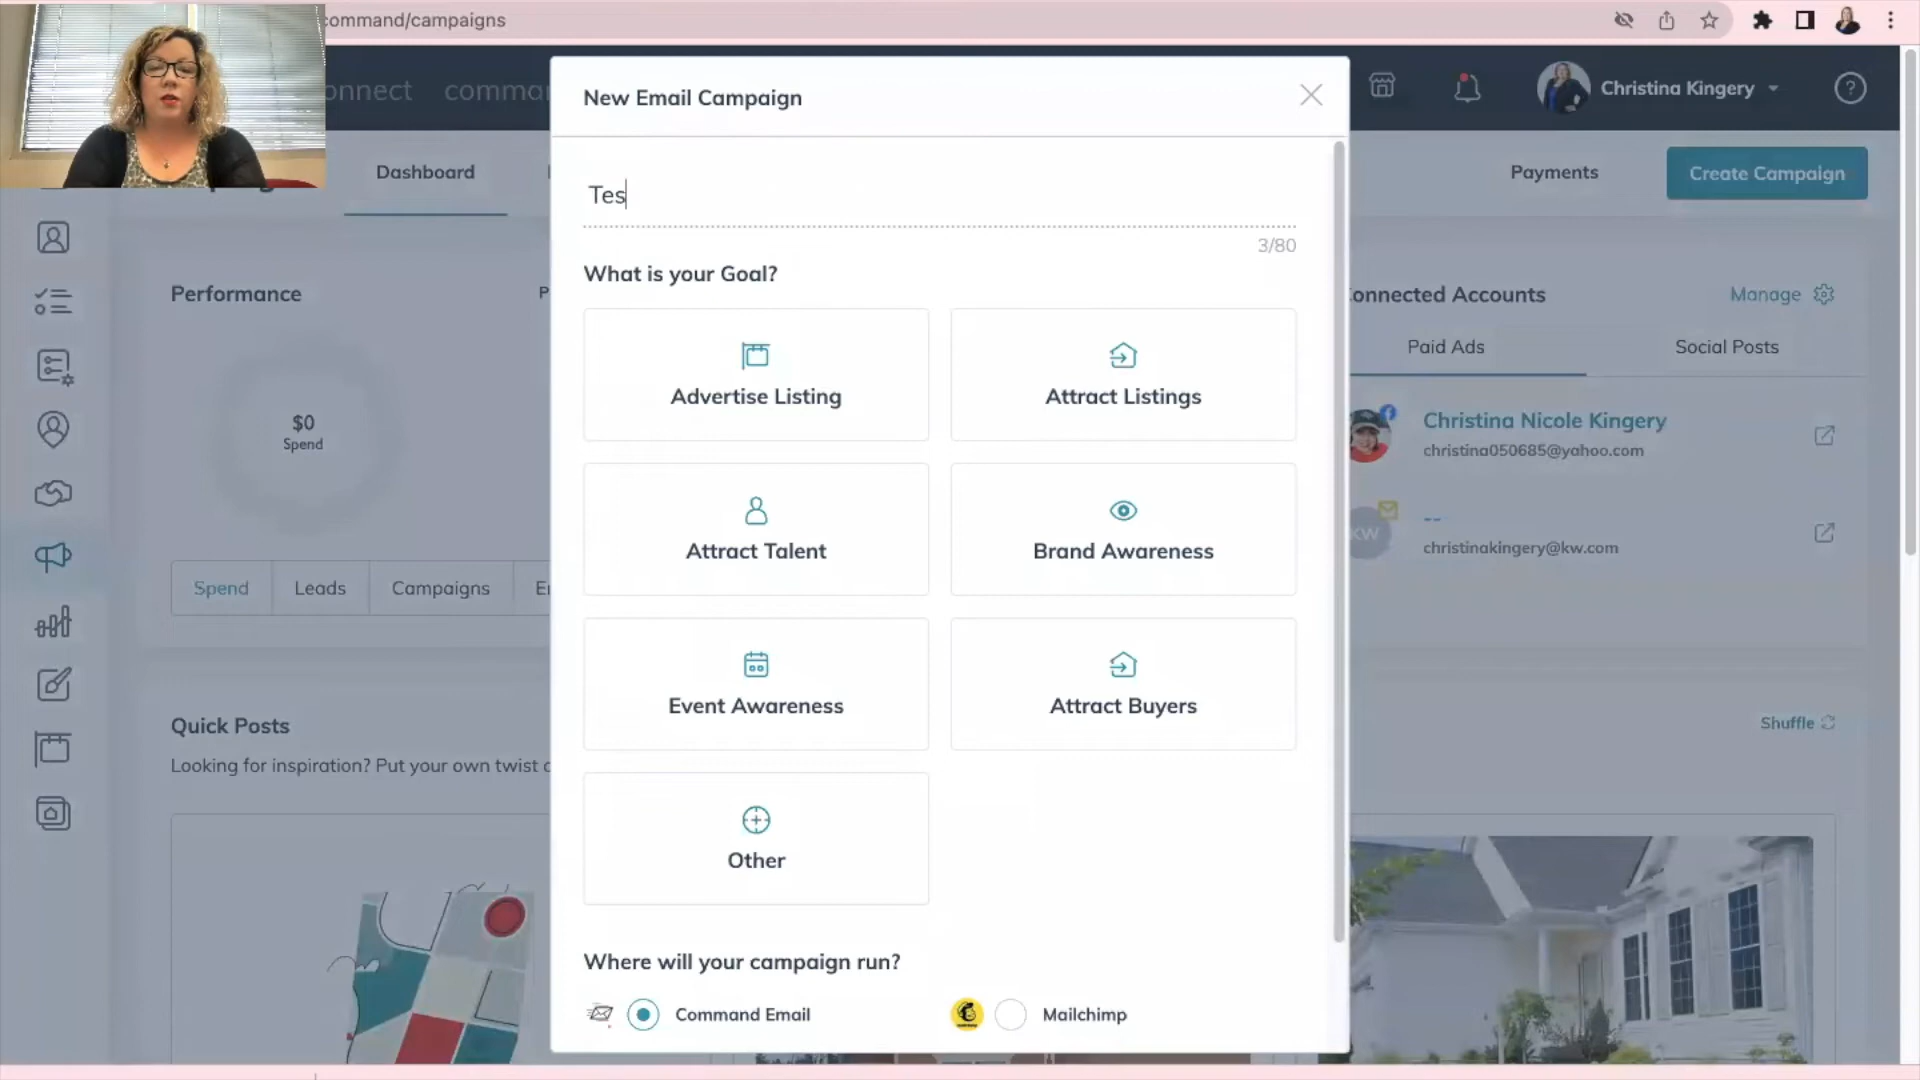 command/campaigns
onnect comma
Christina Kingery
?
New Email Campaign
Dashboard
Payments
Create Campaign
Tes
3/80
What is your Goal?
Performance
P
Connected Accounts
Manage
Advertise Listing
Attract Listings
Paid Ads
Social Posts
$0
Spend
Christina Nicole Kingery
christina050685@yahoo.com
Attract Talent
Brand Awareness
KW
christinakingery@kw.com
Spend
Leads
Campaigns
Event Awareness
Attract Buyers
Quick Posts
Shuffle
Looking for inspiration? Put your own twist
Other
Where will your campaign run?
Command Email
Mailchimp